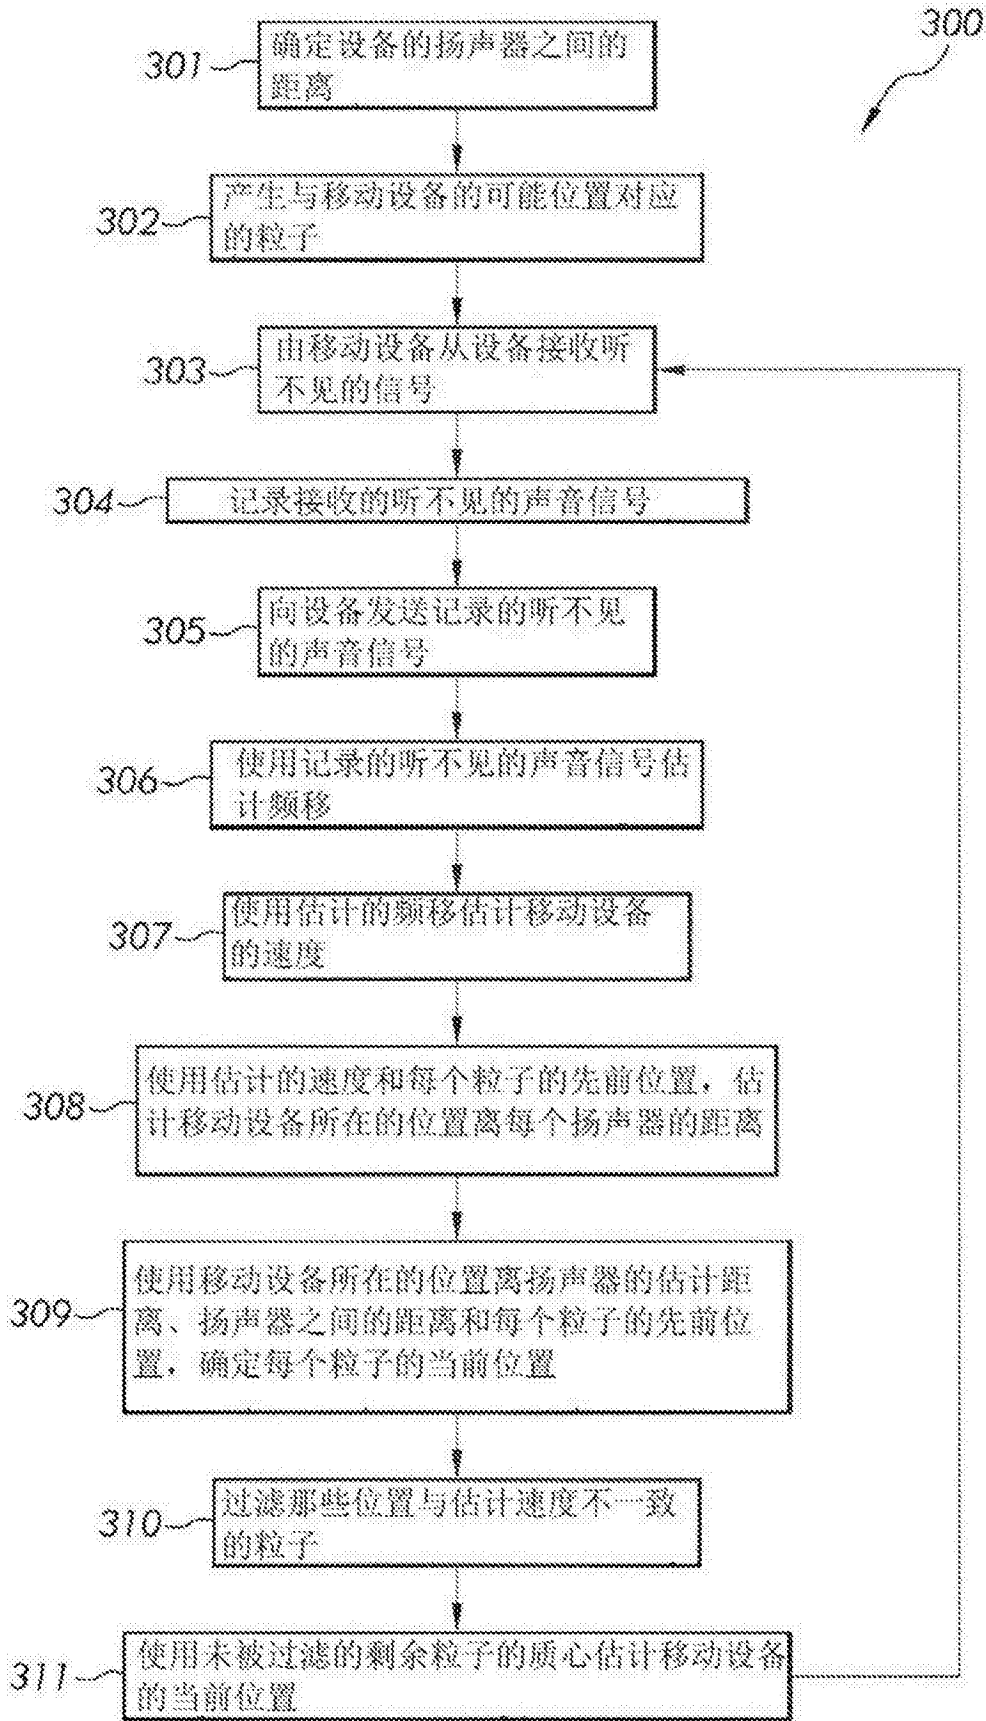 300
301
确定设备的扬声器之间的
距离
302
产生与移动设备的可能位置对应
的粒子
303
由移动设备从设备接收听
不见的信号
304
记录接收的听不见的声音信号
305
向设备发送记录的听不见
的声音信号
306
使用记录的听不见的声音信号估
计频移
307
使用估计的频移估计移动设备
的速度
308
使用估计的速度和每个粒子的先前位置，估
计移动设备所在的位置离每个扬声器的距离
309
使用移动设备所在的位置离扬声器的估计距
离、扬声器之间的距离和每个粒子的先前位
置，确定每个粒子的当前位置
310
过滤那些位置与估计速度不一致
的粒子
311
使用未被过滤的剩余粒子的质心估计移动设备
的当前位置